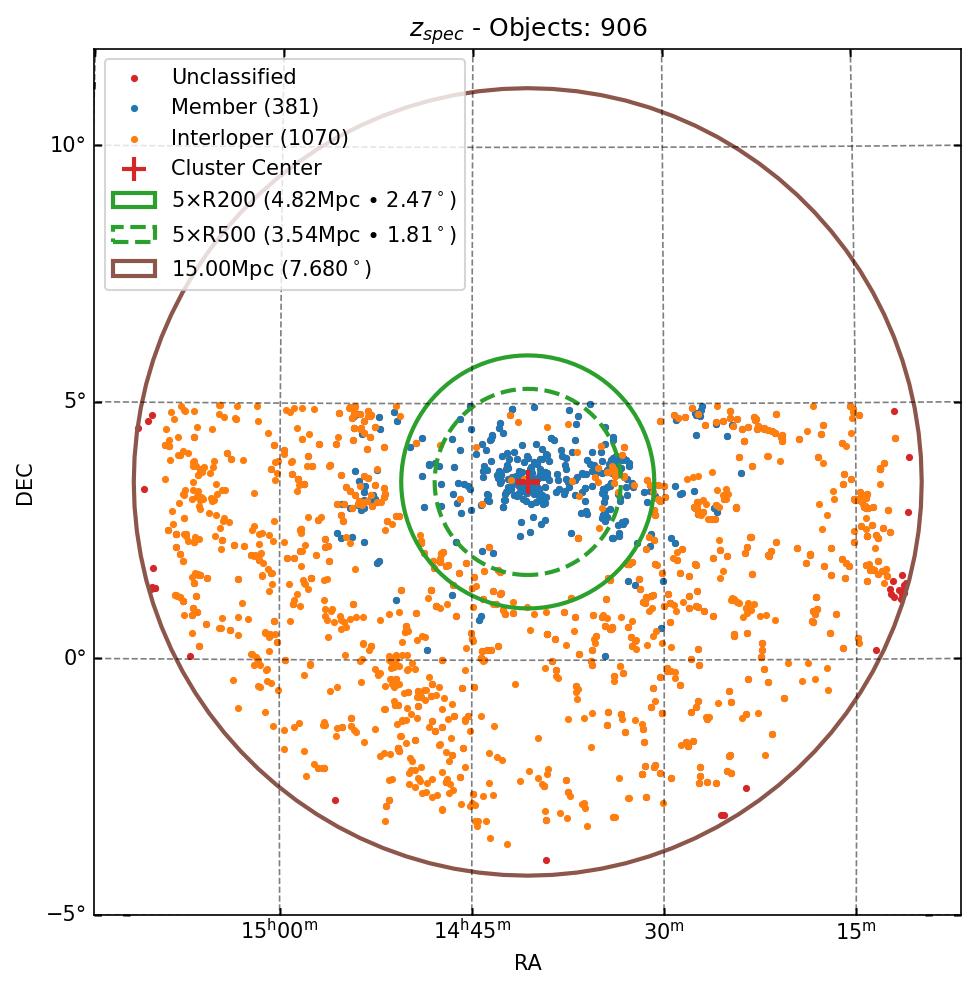 z_spec - Objects: 906
Unclassified
Member (381)
Interloper (1070)
Cluster Center
5×R200 (4.82Mpc • 2.47°)
5×R500 (3.54Mpc • 1.81°)
15.00Mpc (7.680°)
10°
5°
0°
−5°
DEC
15h00m 14h45m 30m 15m
RA